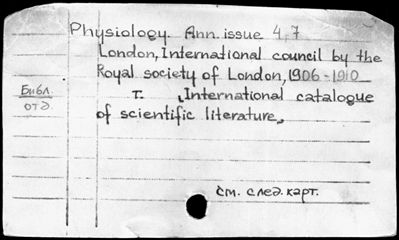 Physiology. Ann. issue 4,7
London, International council by the
Royal society of London, 1906-1910
Библ.
отд.
т. , International catalogue
of scientific literature.
см. след. карт.